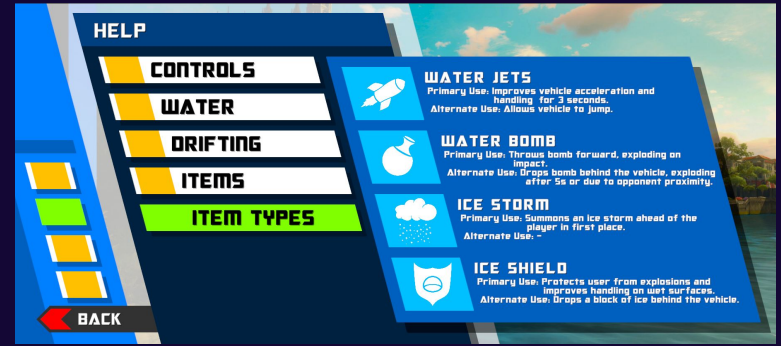 HELP
CONTROLS
WATER
DRIFTING
ITEMS
ITEM TYPES
BACK
WATER JETS
Primary Use: Improves vehicle acceleration and
handling for 3 seconds.
Alternate Use: Allows vehicle to jump.
WATER BOMB
Primary Use: Throws bomb forward, exploding on
impact.
Alternate Use: Drops bomb behind the vehicle, exploding
after 5s or due to opponent proximity.
ICE STORM
Primary Use: Summons an ice storm ahead of the
player in first place.
Alternate Use: -
ICE SHIELD
Primary Use: Protects user from explosions and
improves handling on wet surfaces.
Alternate Use: Drops a block of ice behind the vehicle.